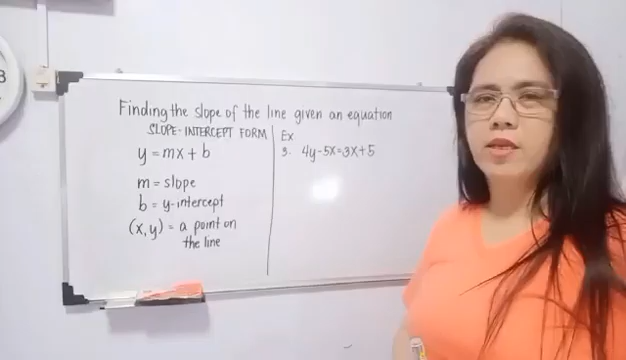 Finding the slope of the line given an equation
SLOPE-INTERCEPT FORM
y = mx + b
m = slope
b = y-intercept
(x,y) = a point on
the line
Ex
3. 4y-5x=3x+5